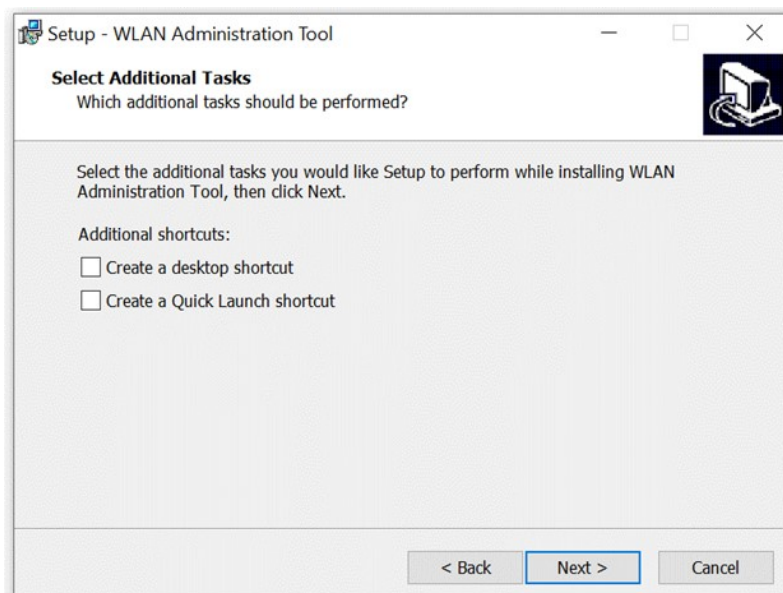 Setup - WLAN Administration Tool
Select Additional Tasks
Which additional tasks should be performed?
Select the additional tasks you would like Setup to perform while installing WLAN
Administration Tool, then click Next.
Additional shortcuts:
Create a desktop shortcut
Create a Quick Launch shortcut
< Back Next > Cancel